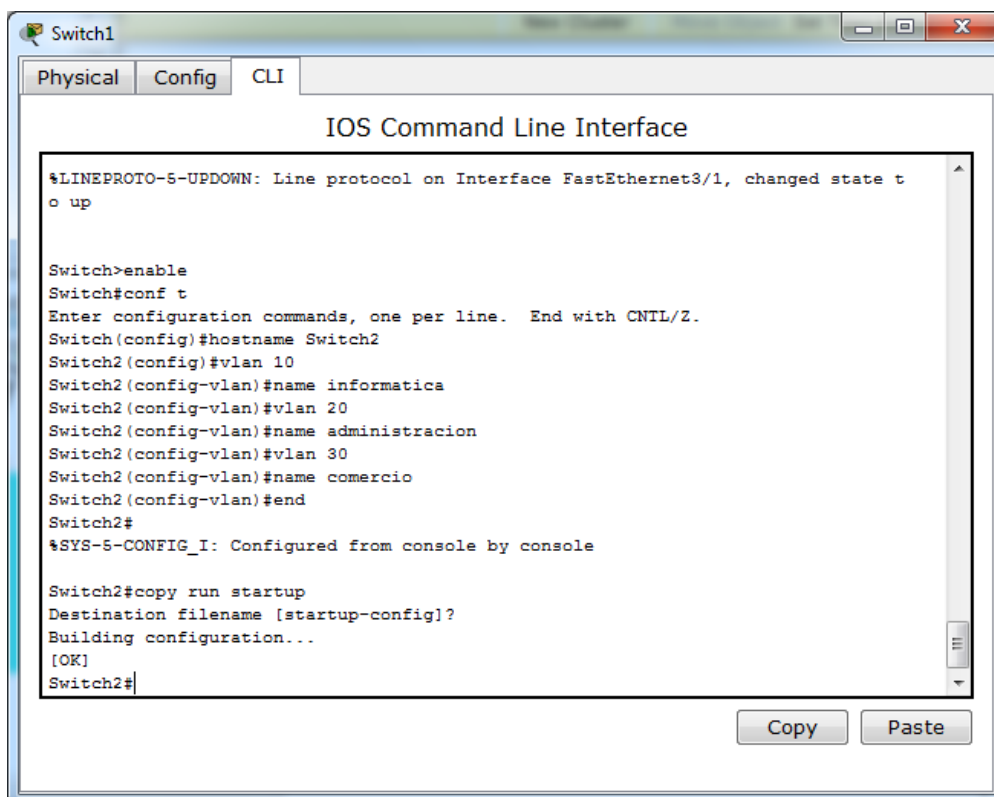 Switch1
Physical Config CLI
IOS Command Line Interface
%LINEPROTO-5-UPDOWN: Line protocol on Interface FastEthernet3/1, changed state t
o up
Switch>enable
Switch#conf t
Enter configuration commands, one per line.  End with CNTL/Z.
Switch(config)#hostname Switch2
Switch2(config)#vlan 10
Switch2(config-vlan)#name informatica
Switch2(config-vlan)#vlan 20
Switch2(config-vlan)#name administracion
Switch2(config-vlan)#vlan 30
Switch2(config-vlan)#name comercio
Switch2(config-vlan)#end
Switch2#
%SYS-5-CONFIG_I: Configured from console by console
Switch2#copy run startup
Destination filename [startup-config]?
Building configuration...
[OK]
Switch2#
Copy Paste